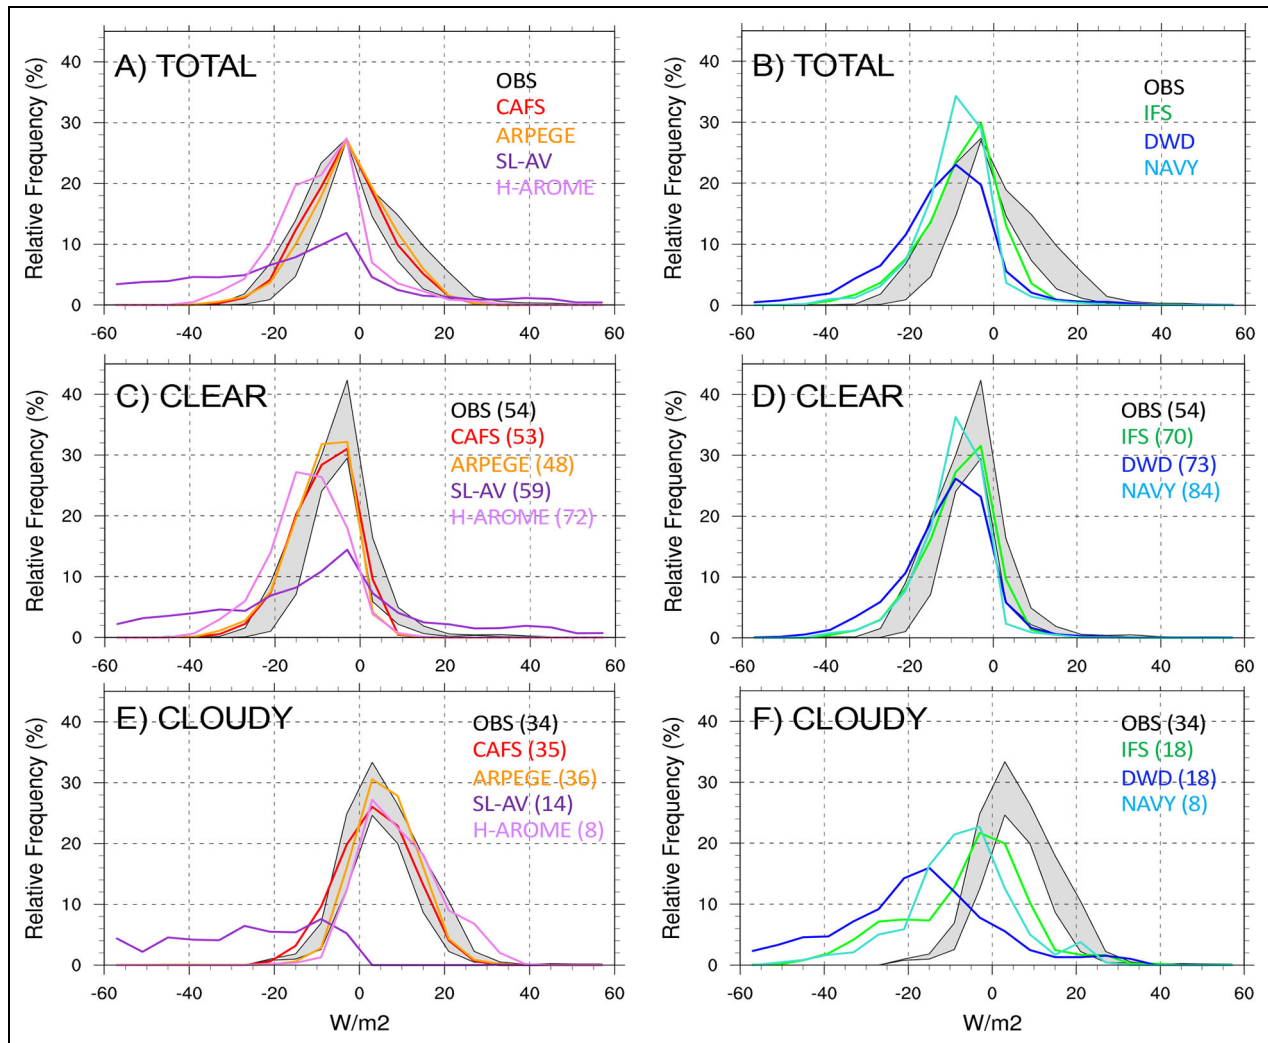 A) TOTAL
OBS
CAFS
ARPEGE
SL-AV
H-AROME
Relative Frequency (%)
40
30
20
10
0
-60 -40 -20 0 20 40 60
B) TOTAL
OBS
IFS
DWD
NAVY
Relative Frequency (%)
40
30
20
10
0
-60 -40 -20 0 20 40 60
C) CLEAR
OBS (54)
CAFS (53)
ARPEGE (48)
SL-AV (59)
H-AROME (72)
Relative Frequency (%)
40
30
20
10
0
-60 -40 -20 0 20 40 60
D) CLEAR
OBS (54)
IFS (70)
DWD (73)
NAVY (84)
Relative Frequency (%)
40
30
20
10
0
-60 -40 -20 0 20 40 60
E) CLOUDY
OBS (34)
CAFS (35)
ARPEGE (36)
SL-AV (14)
H-AROME (8)
Relative Frequency (%)
40
30
20
10
0
-60 -40 -20 0 20 40 60
W/m2
F) CLOUDY
OBS (34)
IFS (18)
DWD (18)
NAVY (8)
Relative Frequency (%)
40
30
20
10
0
-60 -40 -20 0 20 40 60
W/m2